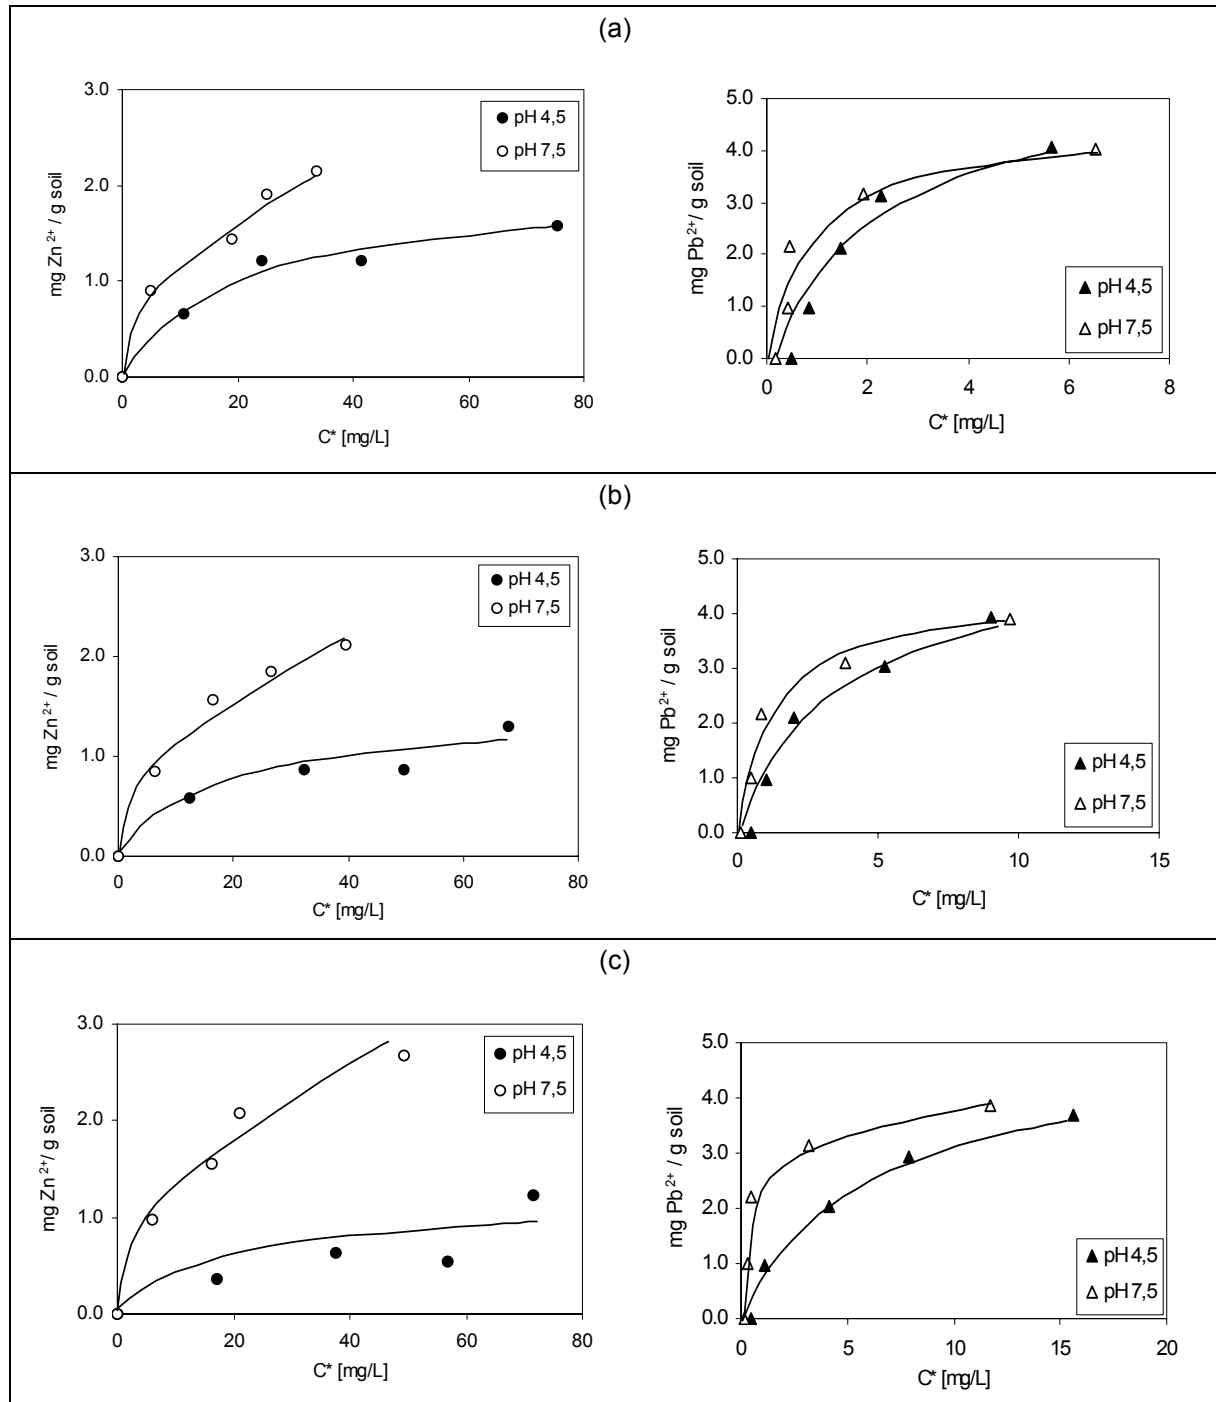 (a)
mg Zn²⁺ / g soil
3.0
2.0
1.0
0.0
0 20 40 60 80
C* [mg/L]
pH 4,5
pH 7,5
mg Pb²⁺/ g soil
5.0
4.0
3.0
2.0
1.0
0.0
0 2 4 6 8
C* [mg/L]
pH 4,5
pH 7,5
(b)
mg Zn²⁺/ g soil
3.0
2.0
1.0
0.0
0 20 40 60 80
C* [mg/L]
pH 4,5
pH 7,5
mg Pb²⁺ / g soil
5.0
4.0
3.0
2.0
1.0
0.0
0 5 10 15
C* [mg/L]
pH 4,5
pH 7,5
(c)
mg Zn²⁺/ g soil
3.0
2.0
1.0
0.0
0 20 40 60 80
C* [mg/L]
pH 4,5
pH 7,5
mg Pb²⁺ / g soil
5.0
4.0
3.0
2.0
1.0
0.0
0 5 10 15 20
C* [mg/L]
pH 4,5
pH 7,5